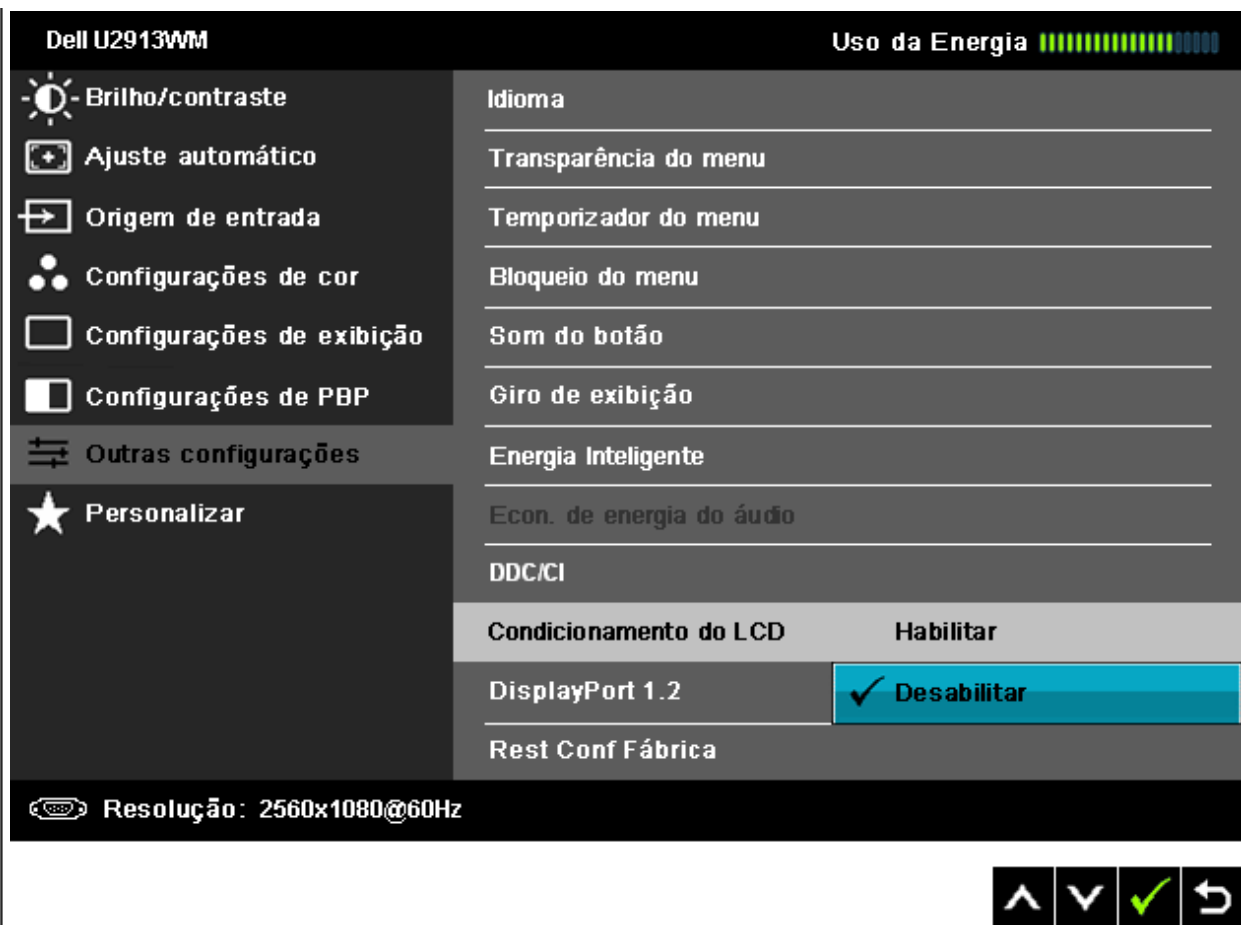 Dell U2913WM
Uso da Energia
Brilho/contraste
Ajuste automático
Origem de entrada
Configurações de cor
Configurações de exibição
Configurações de PBP
Outras configurações
Personalizar
Idioma
Transparência do menu
Temporizador do menu
Bloqueio do menu
Som do botão
Giro de exibição
Energia Inteligente
Econ. de energia do áudio
DDC/CI
Condicionamento do LCD Habilitar
DisplayPort 1.2 Desabilitar
Rest Conf Fábrica
Resolução: 2560x1080@60Hz